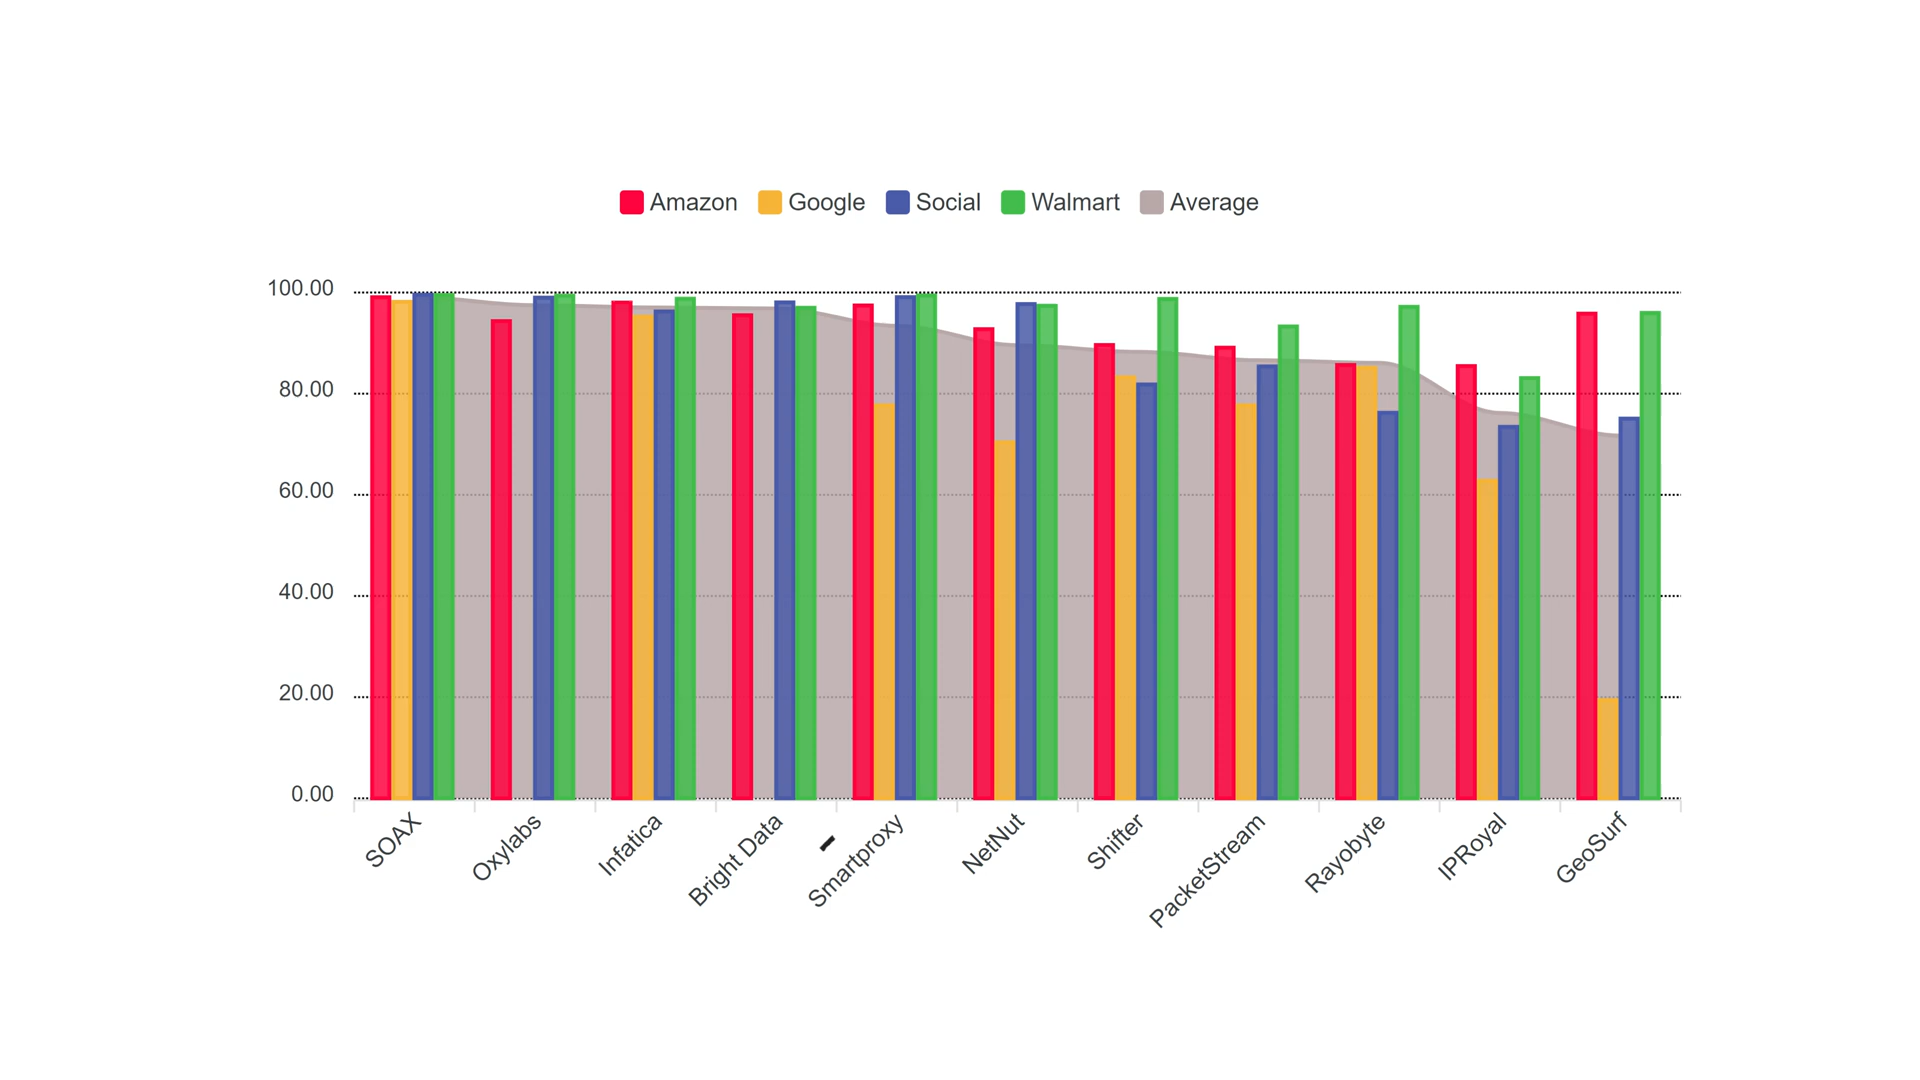 Amazon Google Social Walmart Average
100.00
80.00
60.00
40.00
20.00
0.00
SOAX
Oxylabs
Infatica
Bright Data
Smartproxy
NetNut
Shifter
PacketStream
Rayobyte
IPRoyal
GeoSurf